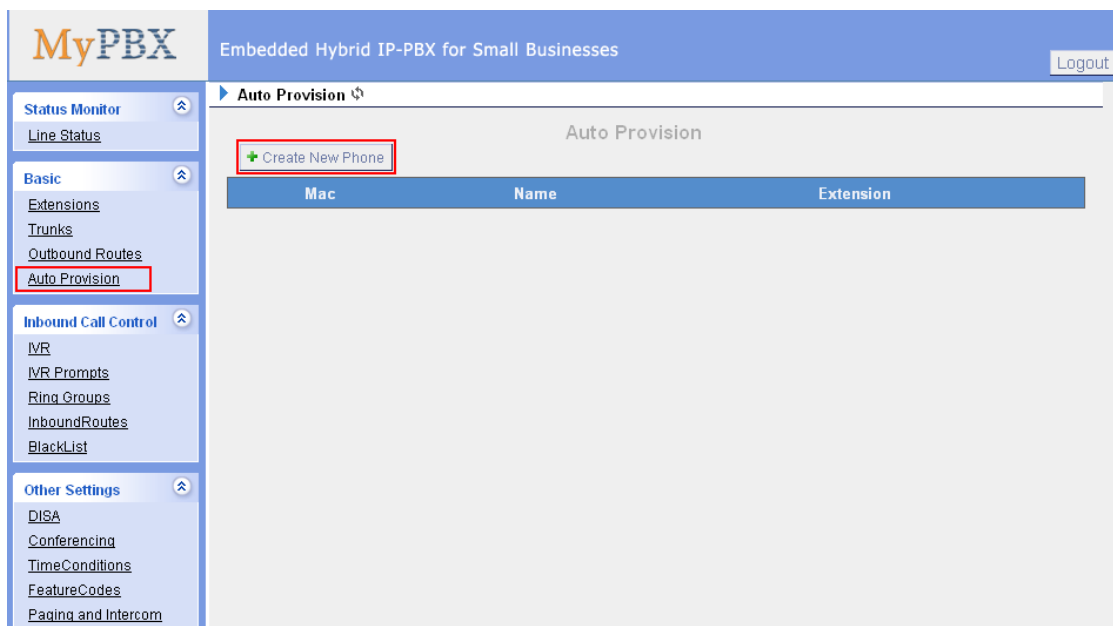 MyPBX
Embedded Hybrid IP-PBX for Small Businesses
Logout
Status Monitor
Line Status
Basic
Extensions
Trunks
Outbound Routes
Auto Provision
Inbound Call Control
IVR
IVR Prompts
Ring Groups
InboundRoutes
BlackList
Other Settings
DISA
Conferencing
TimeConditions
FeatureCodes
Paging and Intercom
Auto Provision
Auto Provision
Create New Phone
Mac Name Extension